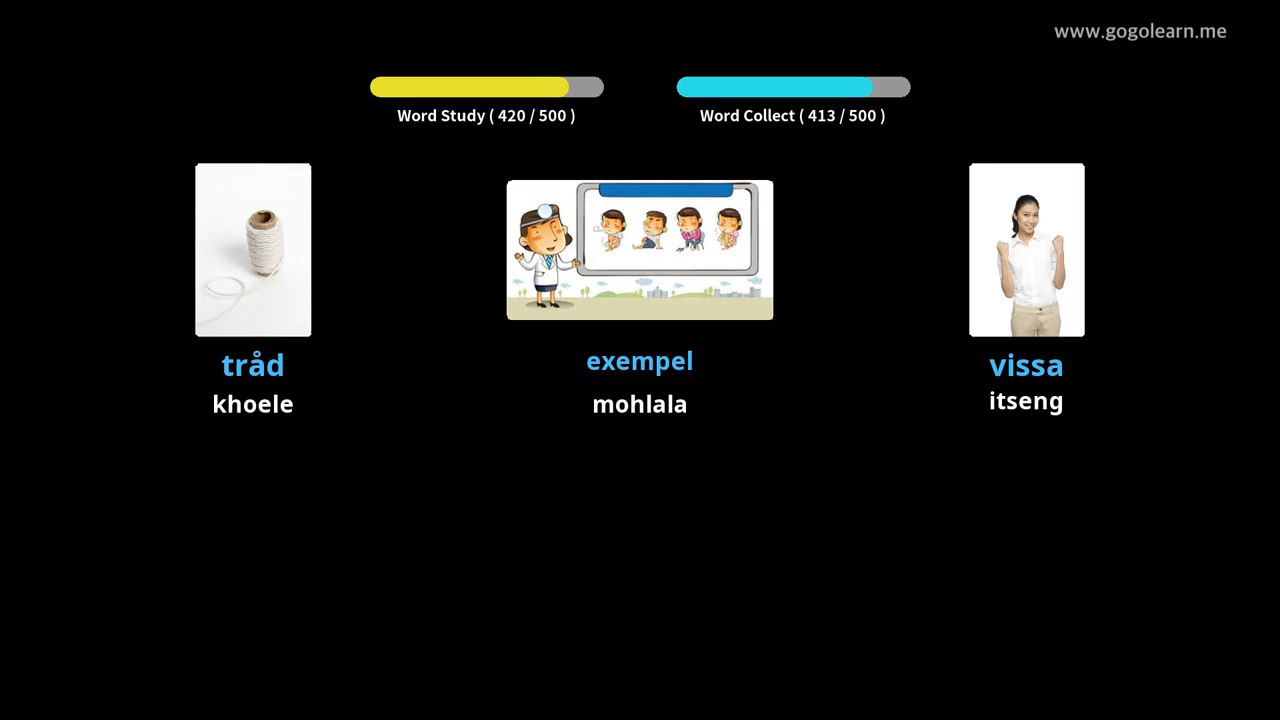 www.gogolearn.me
Word Study ( 420 / 500 )
Word Collect ( 413 / 500 )
tråd
exempel
vissa
khoele
mohlala
itseng